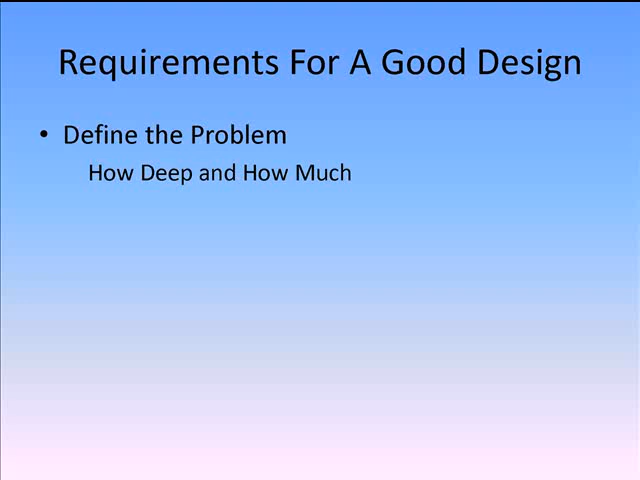 Requirements For A Good Design
• Define the Problem
How Deep and How Much